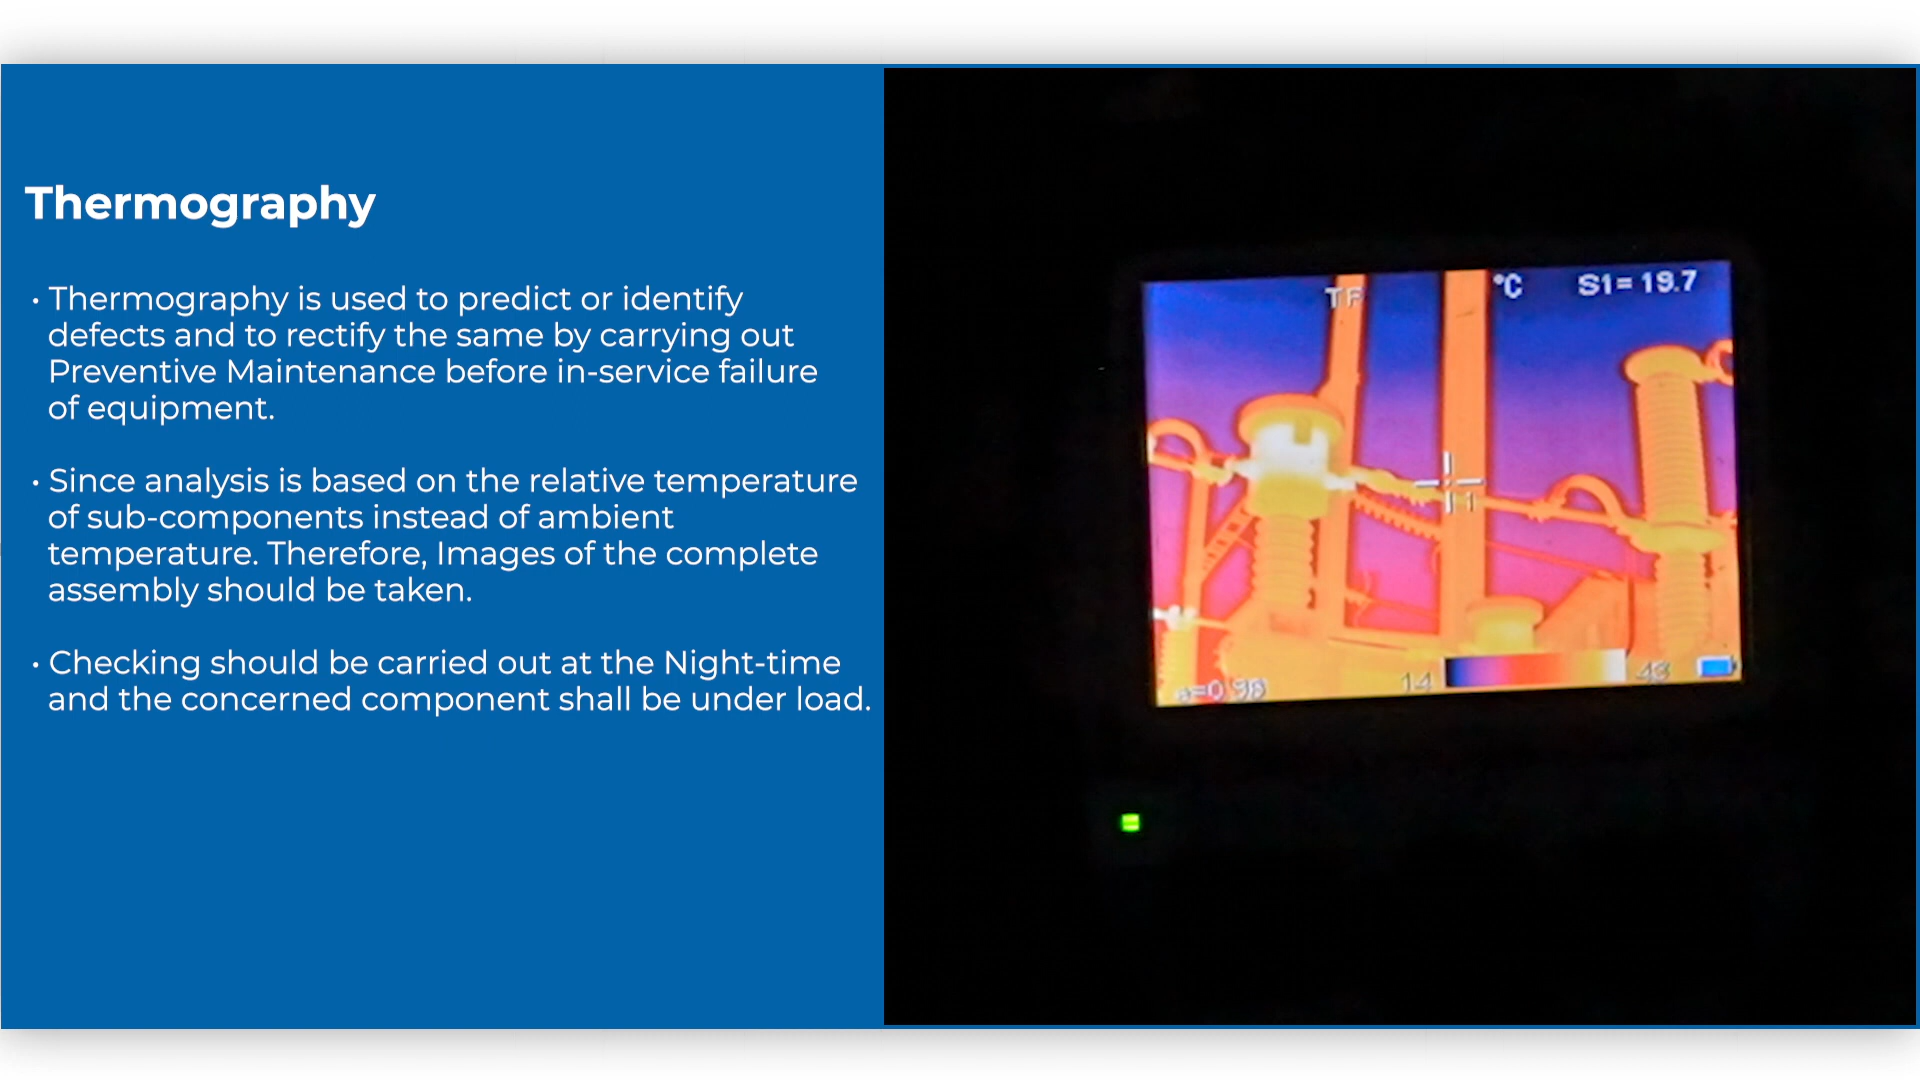 Thermography
• Thermography is used to predict or identify
defects and to rectify the same by carrying out
Preventive Maintenance before in-service failure
of equipment.
• Since analysis is based on the relative temperature
of sub-components instead of ambient
temperature. Therefore, Images of the complete
assembly should be taken.
• Checking should be carried out at the Night-time
and the concerned component shall be under load.
°C S1= 19.7
1
14 43